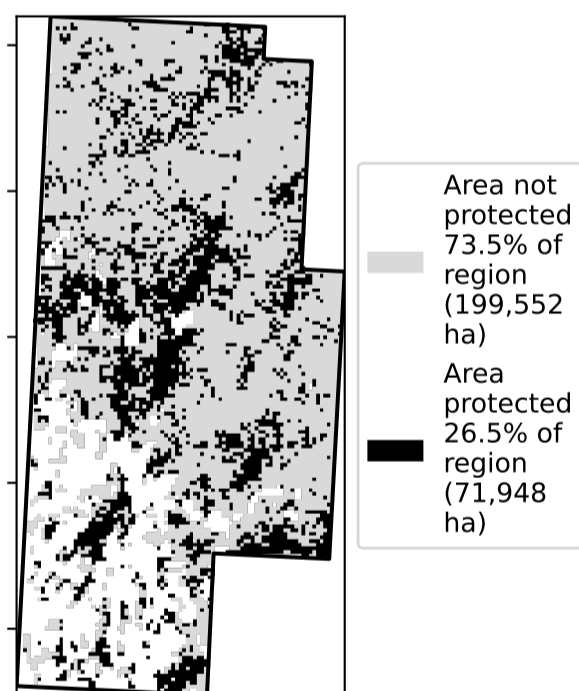 Area not
protected
73.5% of
region
(199,552
ha)
Area
protected
26.5% of
region
(71,948
ha)